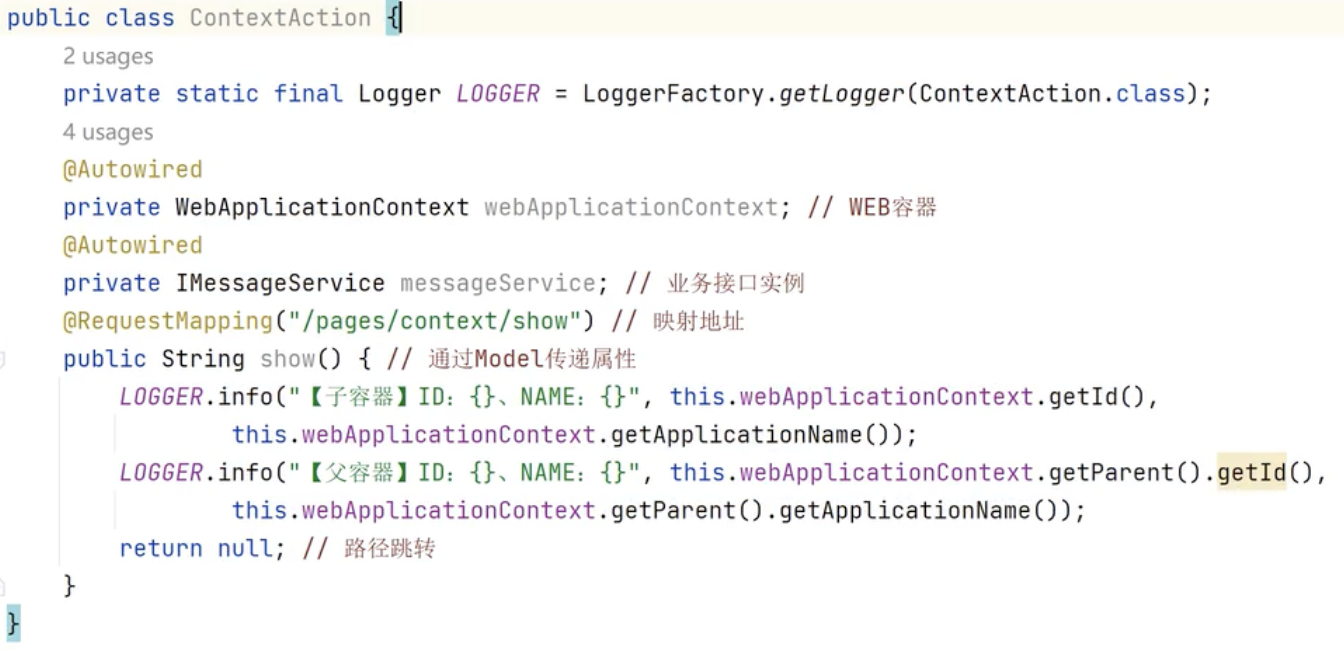 public class ContextAction {
2 usages
private static final Logger LOGGER = LoggerFactory.getLogger(ContextAction.class);
4 usages
@Autowired
private WebApplicationContext webApplicationContext; // WEB容器
@Autowired
private IMessageService messageService; // 业务接口实例
@RequestMapping("/pages/context/show") // 映射地址
public String show() { // 通过Model传递属性
LOGGER.info("【子容器】ID：{}、NAME：{}", this.webApplicationContext.getId(),
this.webApplicationContext.getApplicationName());
LOGGER.info("【父容器】ID：{}、NAME：{}", this.webApplicationContext.getParent().getId(),
this.webApplicationContext.getParent().getApplicationName());
return null; // 路径跳转
}
}